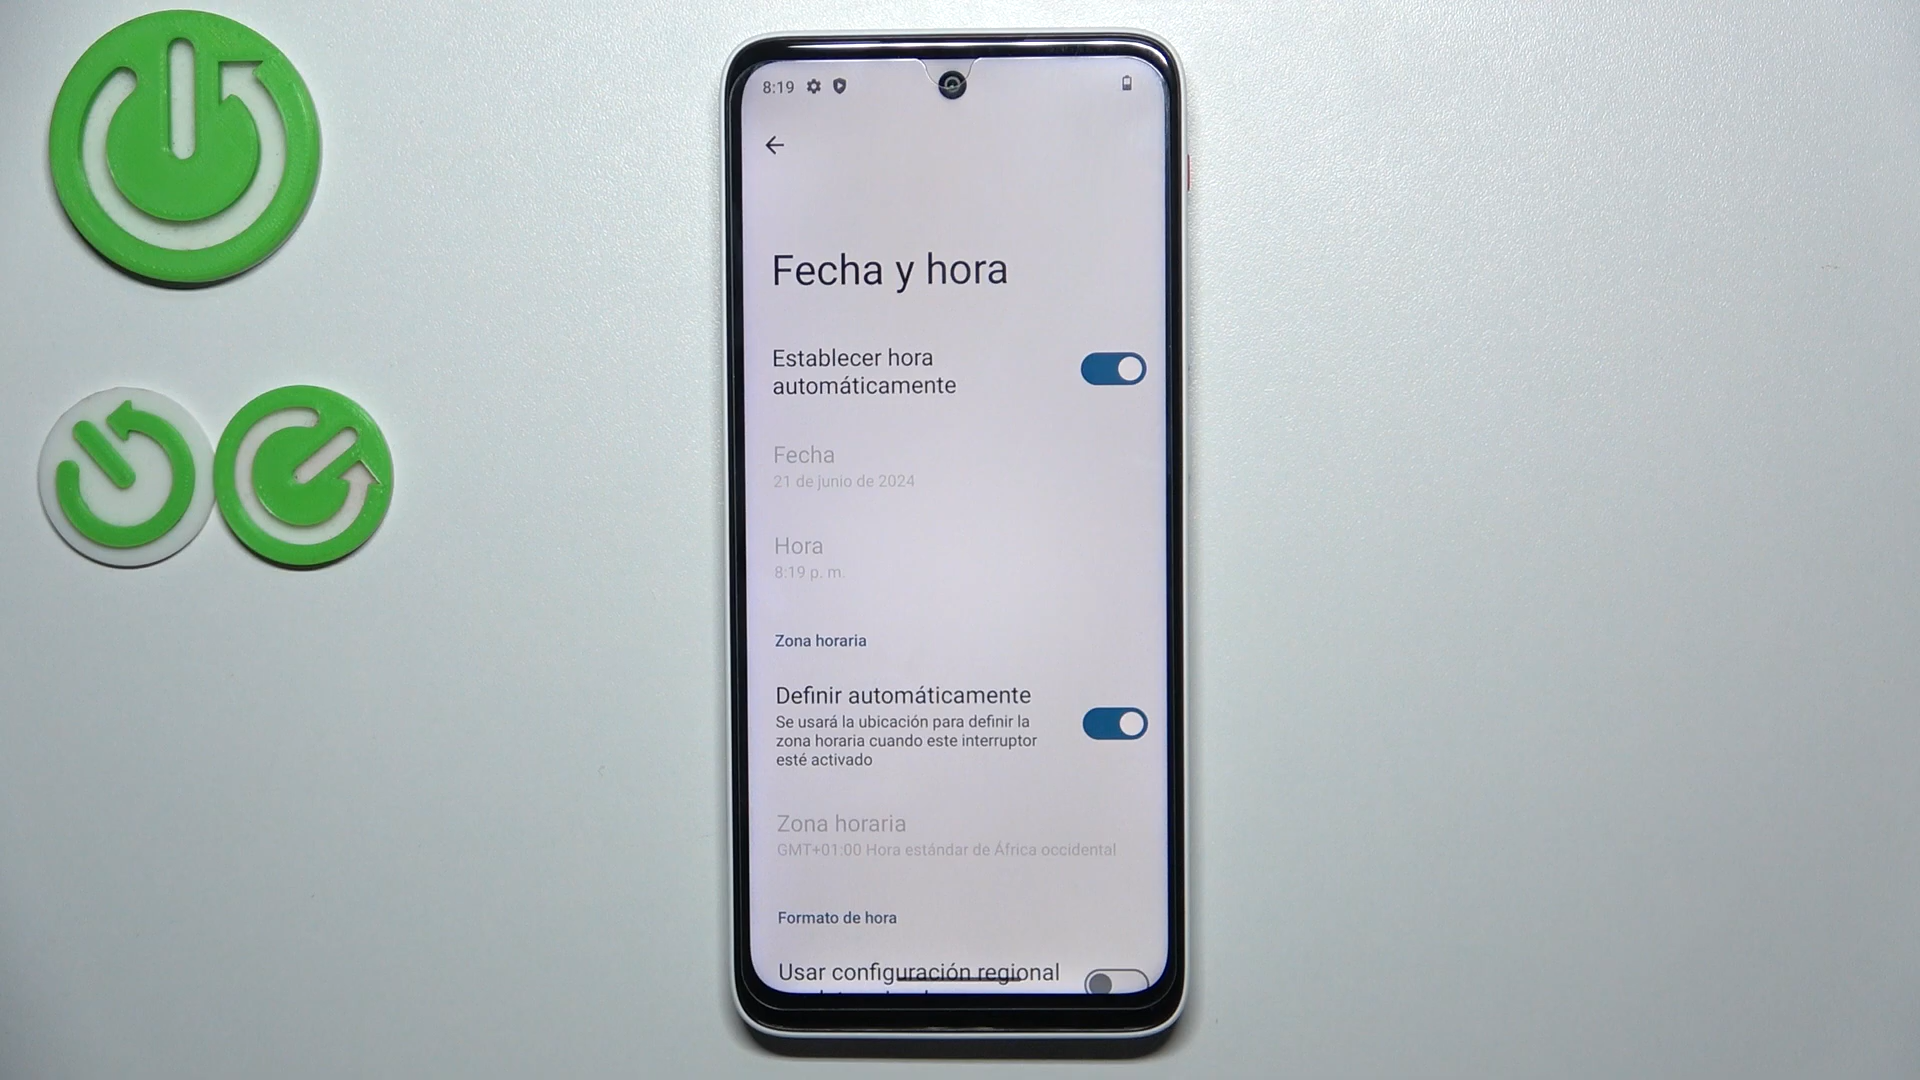 8:19
Fecha y hora
Establecer hora
automáticamente
Fecha
21 de junio de 2024
Hora
8:19 p. m.
Zona horaria
Definir automáticamente
Se usará la ubicación para definir la
zona horaria cuando este interruptor
esté activado
Zona horaria
GMT+01:00 Hora estándar de África occidental
Formato de hora
Usar configuración regional